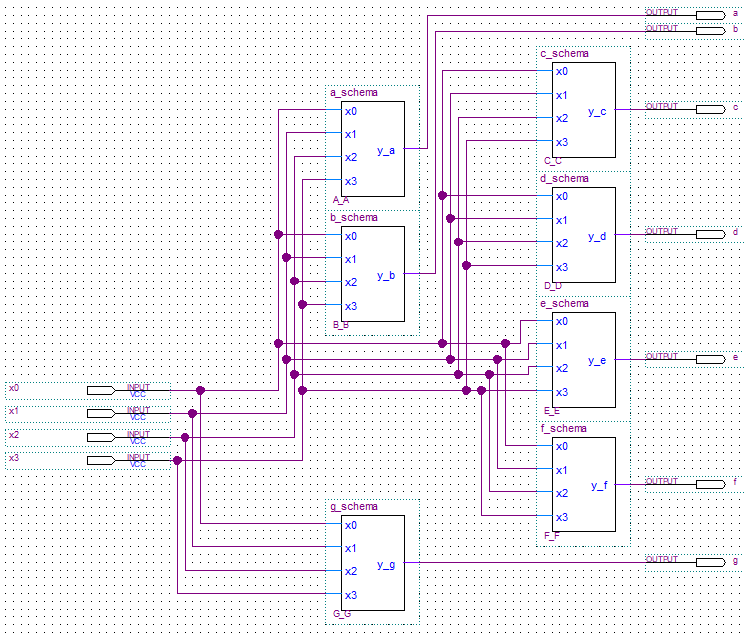 OUTPUT a
OUTPUT b
c_schema
x0
x1
x2 y_c
x3
C_C
OUTPUT c
a_schema
x0
x1
x2 y_a
x3
A_A
d_schema
x0
x1
x2 y_d
x3
D_D
OUTPUT d
b_schema
x0
x1
x2 y_b
x3
B_B
e_schema
x0
x1
x2 y_e
x3
E_E
OUTPUT e
x0 INPUT
VCC
x1 INPUT
VCC
x2 INPUT
VCC
x3 INPUT
VCC
f_schema
x0
x1
x2 y_f
x3
F_F
OUTPUT f
g_schema
x0
x1
x2 y_g
x3
G_G
OUTPUT g